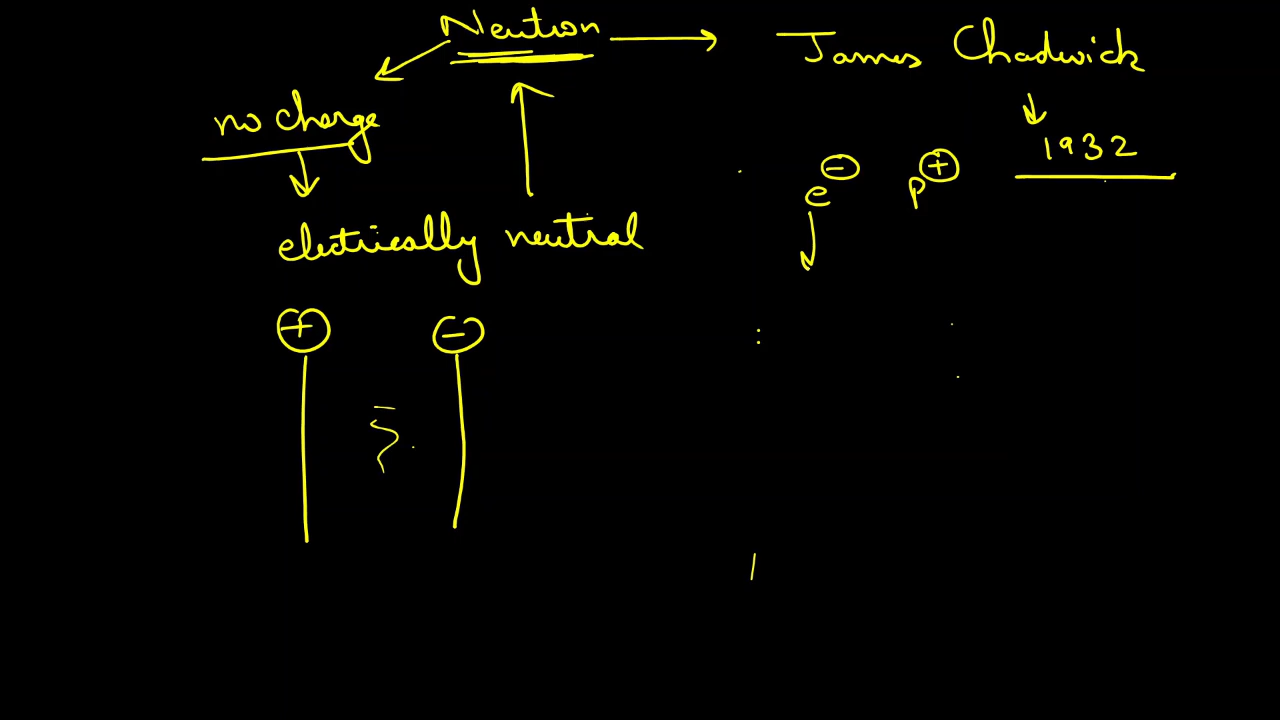 Neutron → James Chadwick
no charge
1932
e⁻ p⁺
electrically neutral
+ −